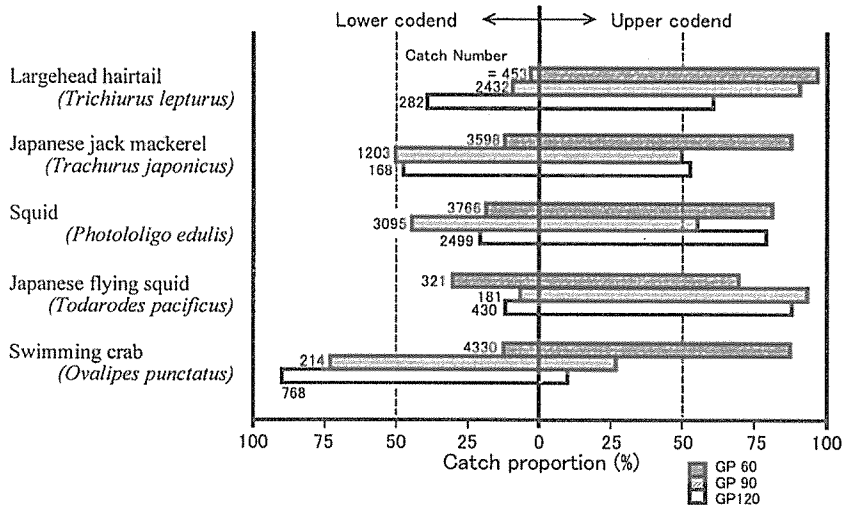 Lower codend Upper codend
Catch Number
Largehead hairtail = 453
(Trichiurus lepturus) 2432
282
Japanese jack mackerel 3598
(Trachurus japonicus) 1203
168
Squid 3766
(Photololigo edulis) 3095
2499
Japanese flying squid 321
(Todarodes pacificus) 181
430
Swimming crab 4330
(Ovalipes punctatus) 214
768
100 75 50 25 0 25 50 75 100
Catch proportion (%)
GP 60
GP 90
GP120